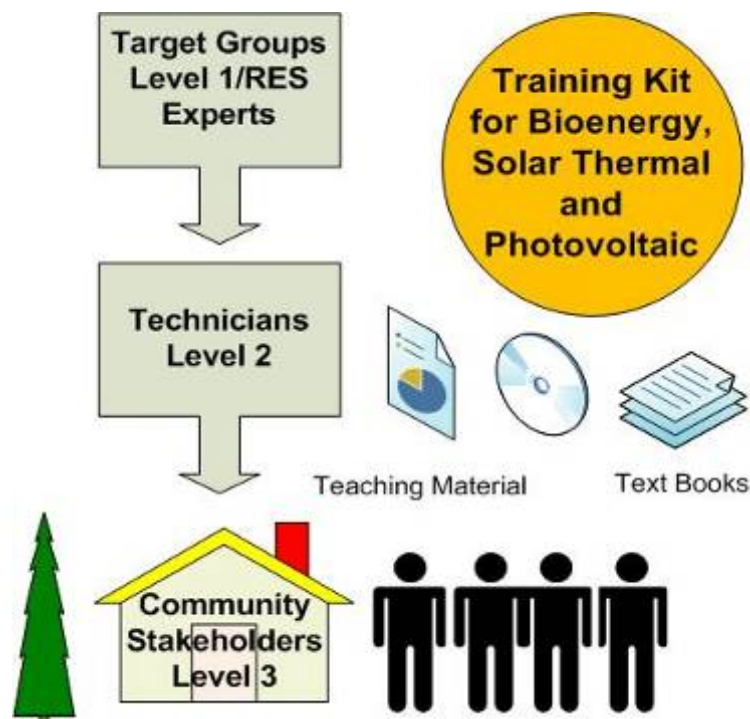 Target Groups
Level 1/RES
Experts
Training Kit
for Bioenergy,
Solar Thermal
and
Photovoltaic
Technicians
Level 2
Teaching Material
Text Books
Community
Stakeholders
Level 3